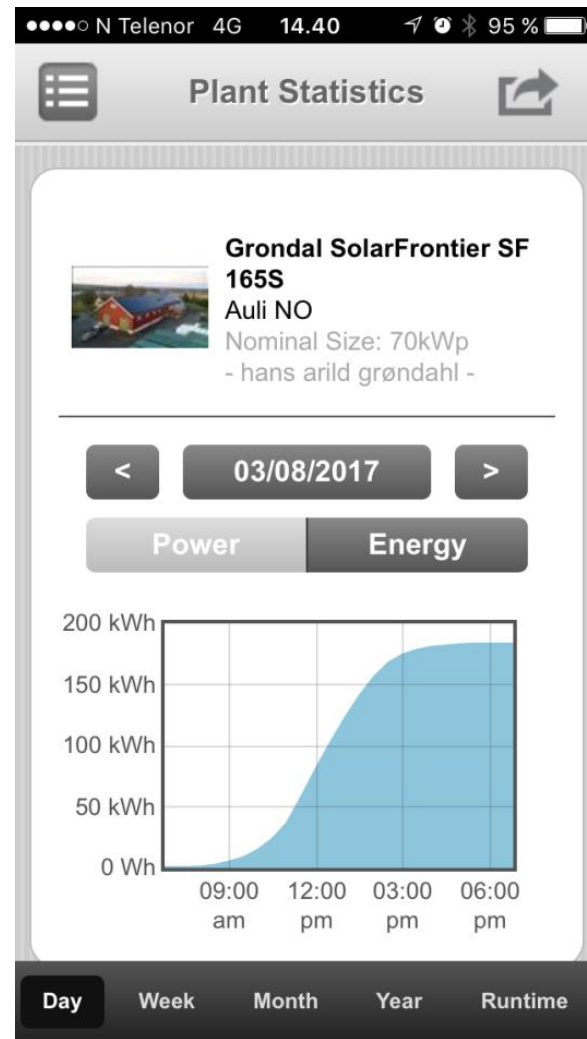 N Telenor 4G 14.40 95 %
Plant Statistics
Grondal SolarFrontier SF
165S
Auli NO
Nominal Size: 70kWp
- hans arild grøndahl -
< 03/08/2017 >
Power Energy
200 kWh
150 kWh
100 kWh
50 kWh
0 Wh
09:00 12:00 03:00 06:00
am pm pm pm
Day Week Month Year Runtime